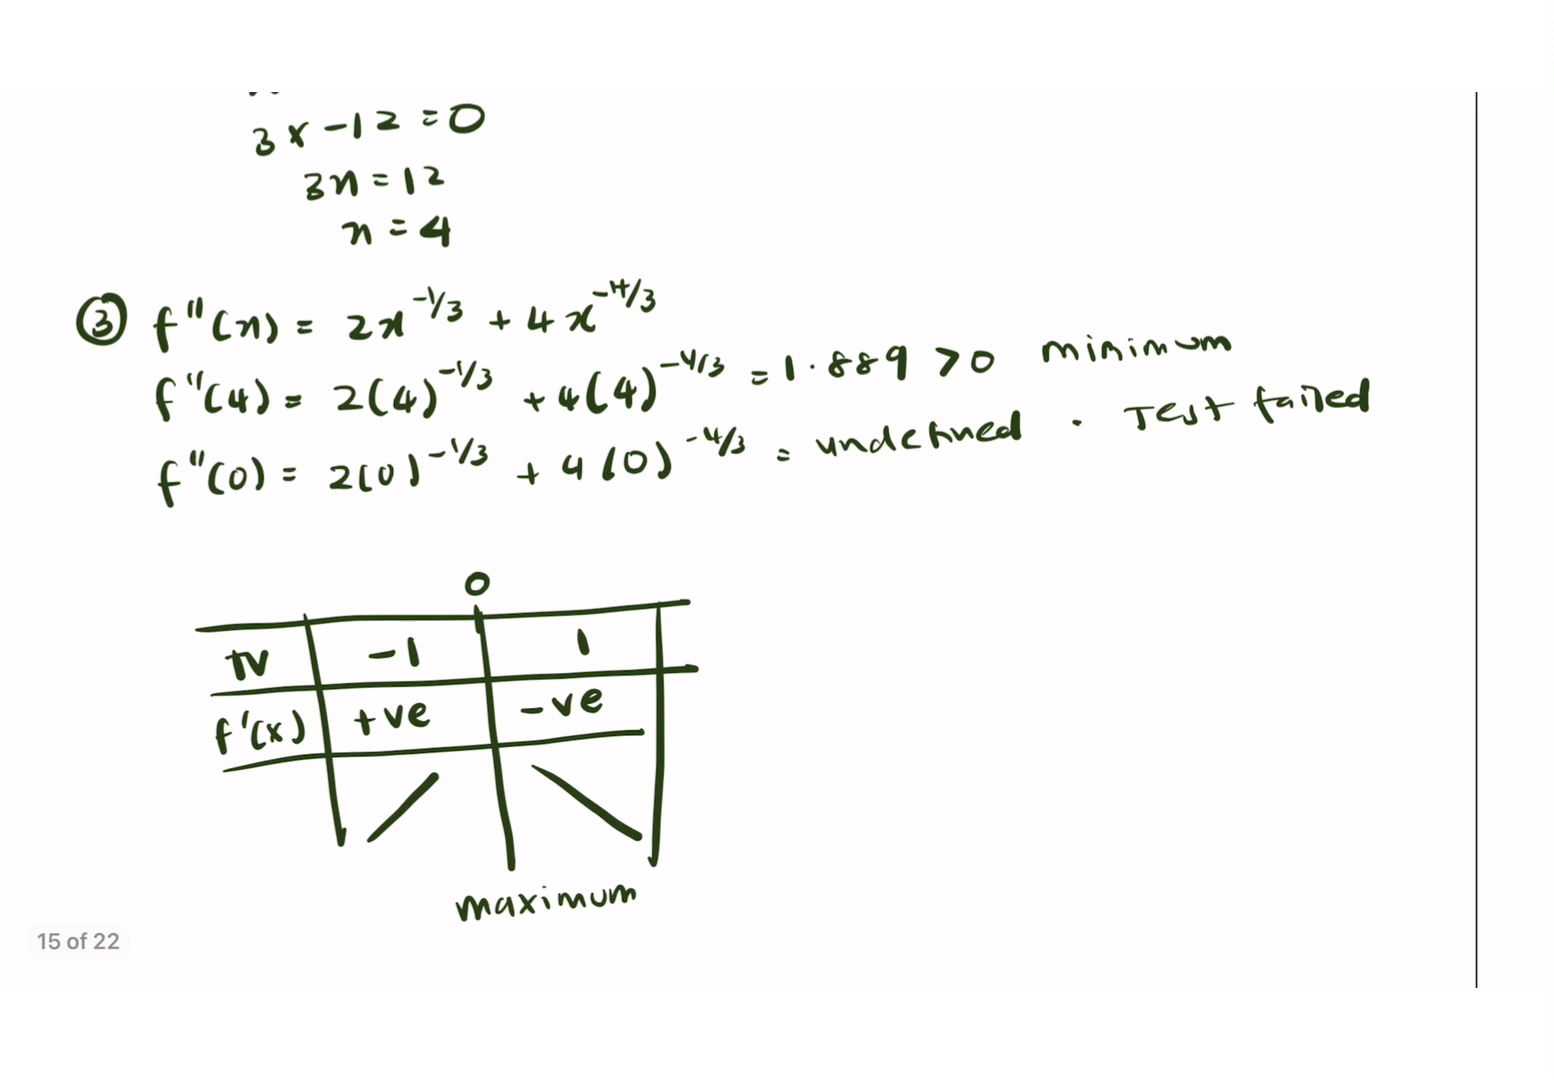 3x - 12 = 0
3x = 12
x = 4
③ f''(x) = 2x^{-1/3} + 4x^{-4/3}
f''(4) = 2(4)^{-1/3} + 4(4)^{-4/3} = 1.889 > 0 minimum
f''(0) = 2(0)^{-1/3} + 4(0)^{-4/3} = undefined . Test failed
0
TV -1 1
f'(x) +ve -ve
maximum
15 of 22